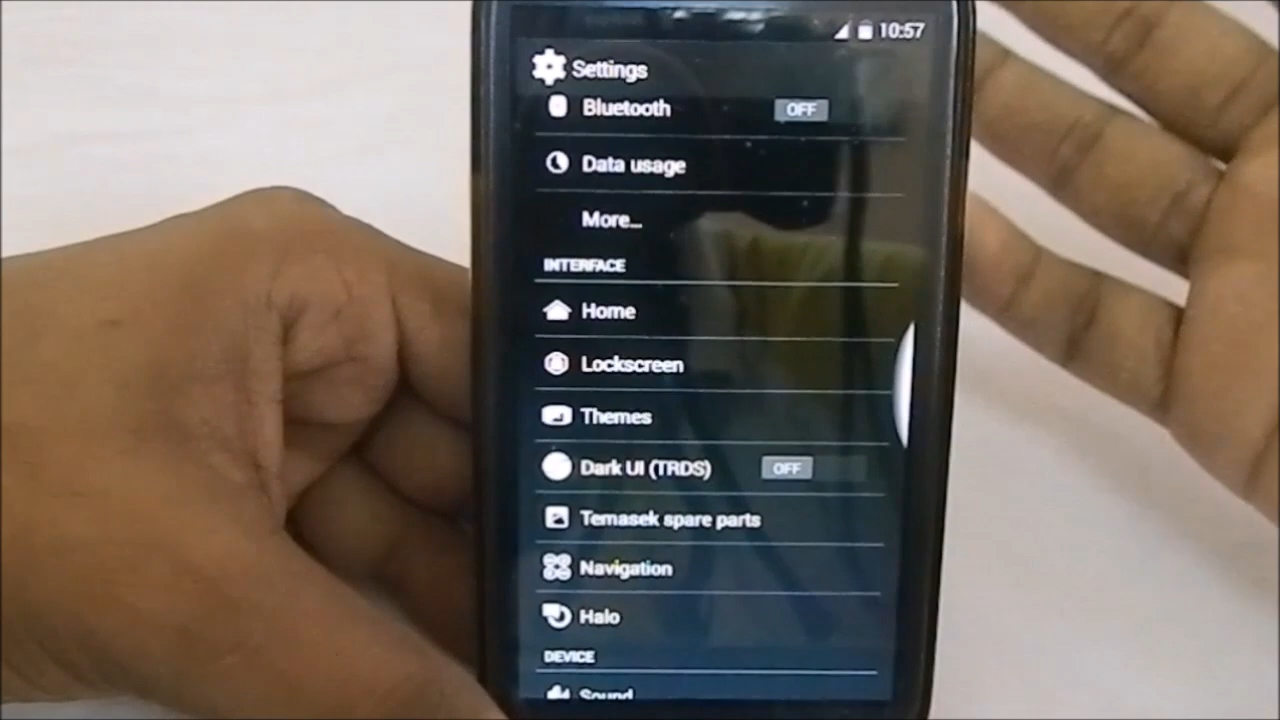 10:57
Settings
Bluetooth OFF
Data usage
More...
INTERFACE
Home
Lockscreen
Themes
Dark UI (TRDS) OFF
Temasek spare parts
Navigation
Halo
DEVICE
Sound